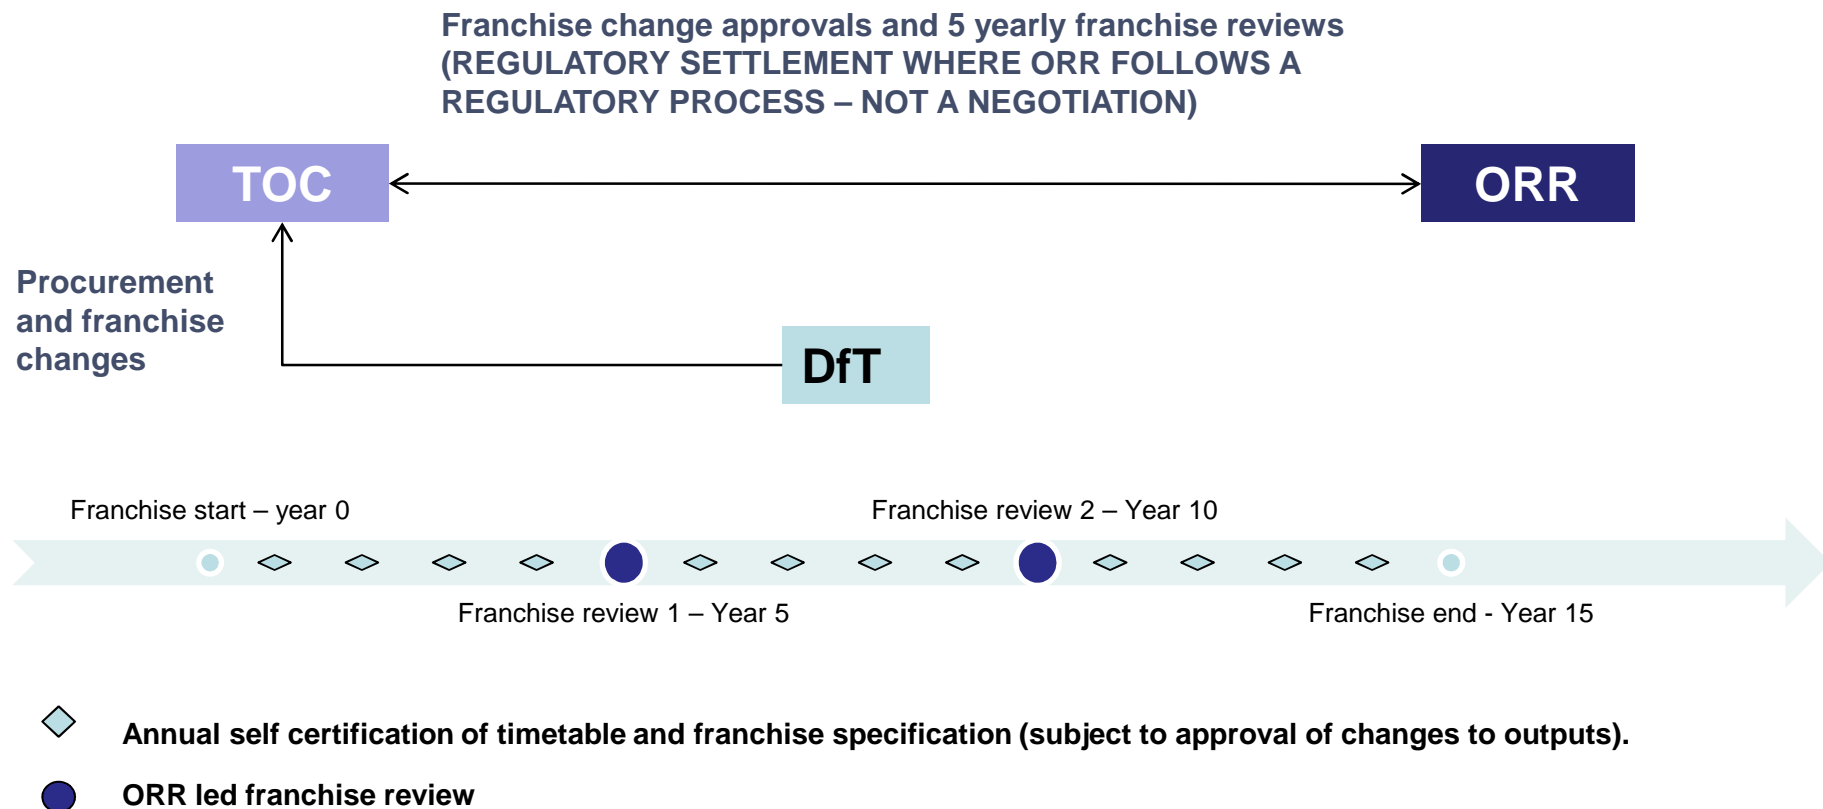 Franchise change approvals and 5 yearly franchise reviews
(REGULATORY SETTLEMENT WHERE ORR FOLLOWS A
REGULATORY PROCESS – NOT A NEGOTIATION)
TOC
ORR
Procurement
and franchise
changes
DfT
Franchise start – year 0
Franchise review 2 – Year 10
Franchise review 1 – Year 5
Franchise end - Year 15
Annual self certification of timetable and franchise specification (subject to approval of changes to outputs).
ORR led franchise review